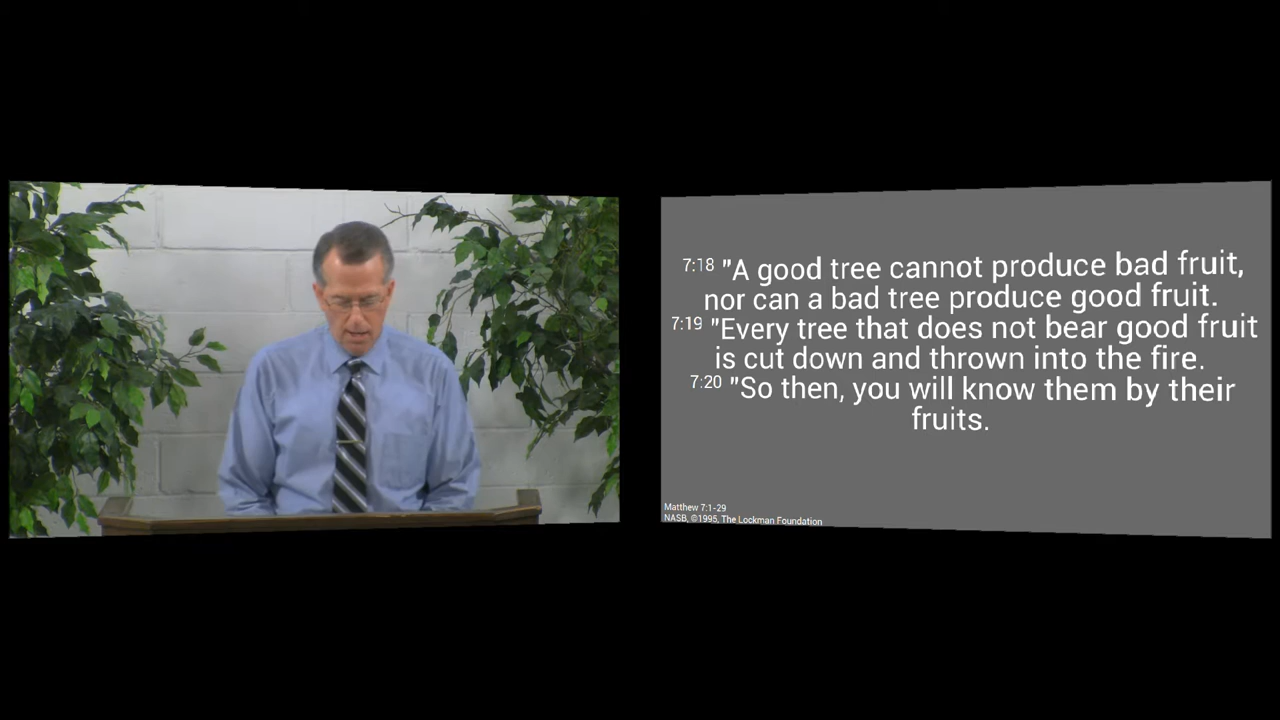 7:18 "A good tree cannot produce bad fruit,
nor can a bad tree produce good fruit.
7:19 "Every tree that does not bear good fruit
is cut down and thrown into the fire.
7:20 "So then, you will know them by their
fruits.
Matthew 7:1-29
NASB, ©1995, The Lockman Foundation